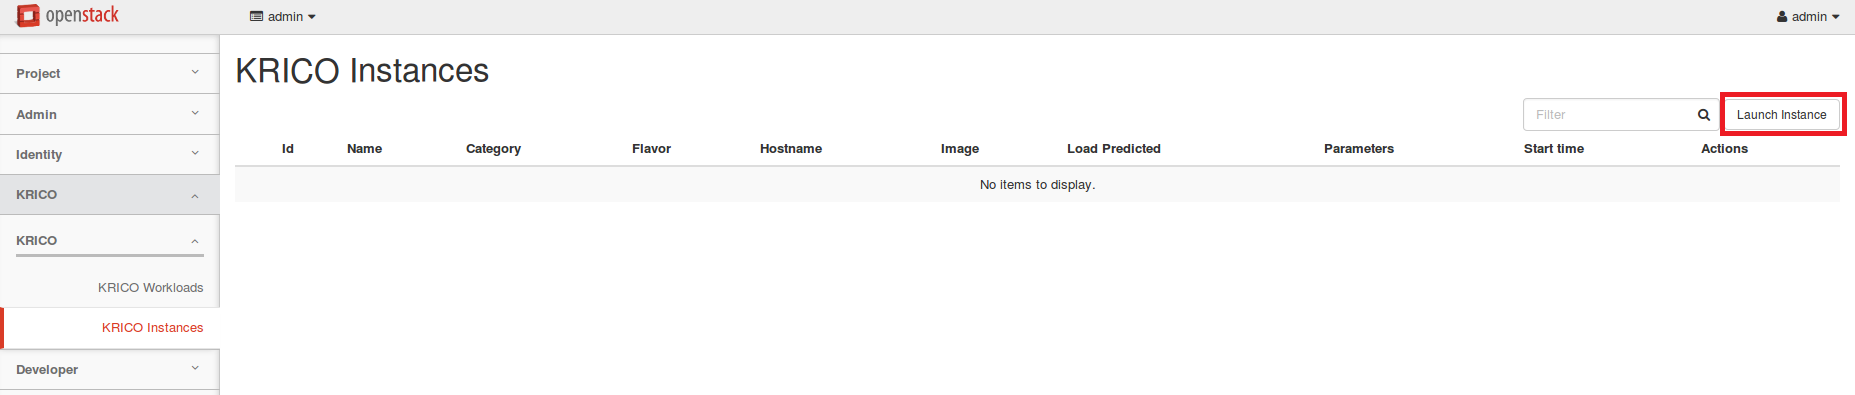 openstack admin admin
Project
Admin
Identity
KRICO
KRICO
KRICO Workloads
KRICO Instances
Developer
KRICO Instances
Filter Launch Instance
Id Name Category Flavor Hostname Image Load Predicted Parameters Start time Actions
No items to display.